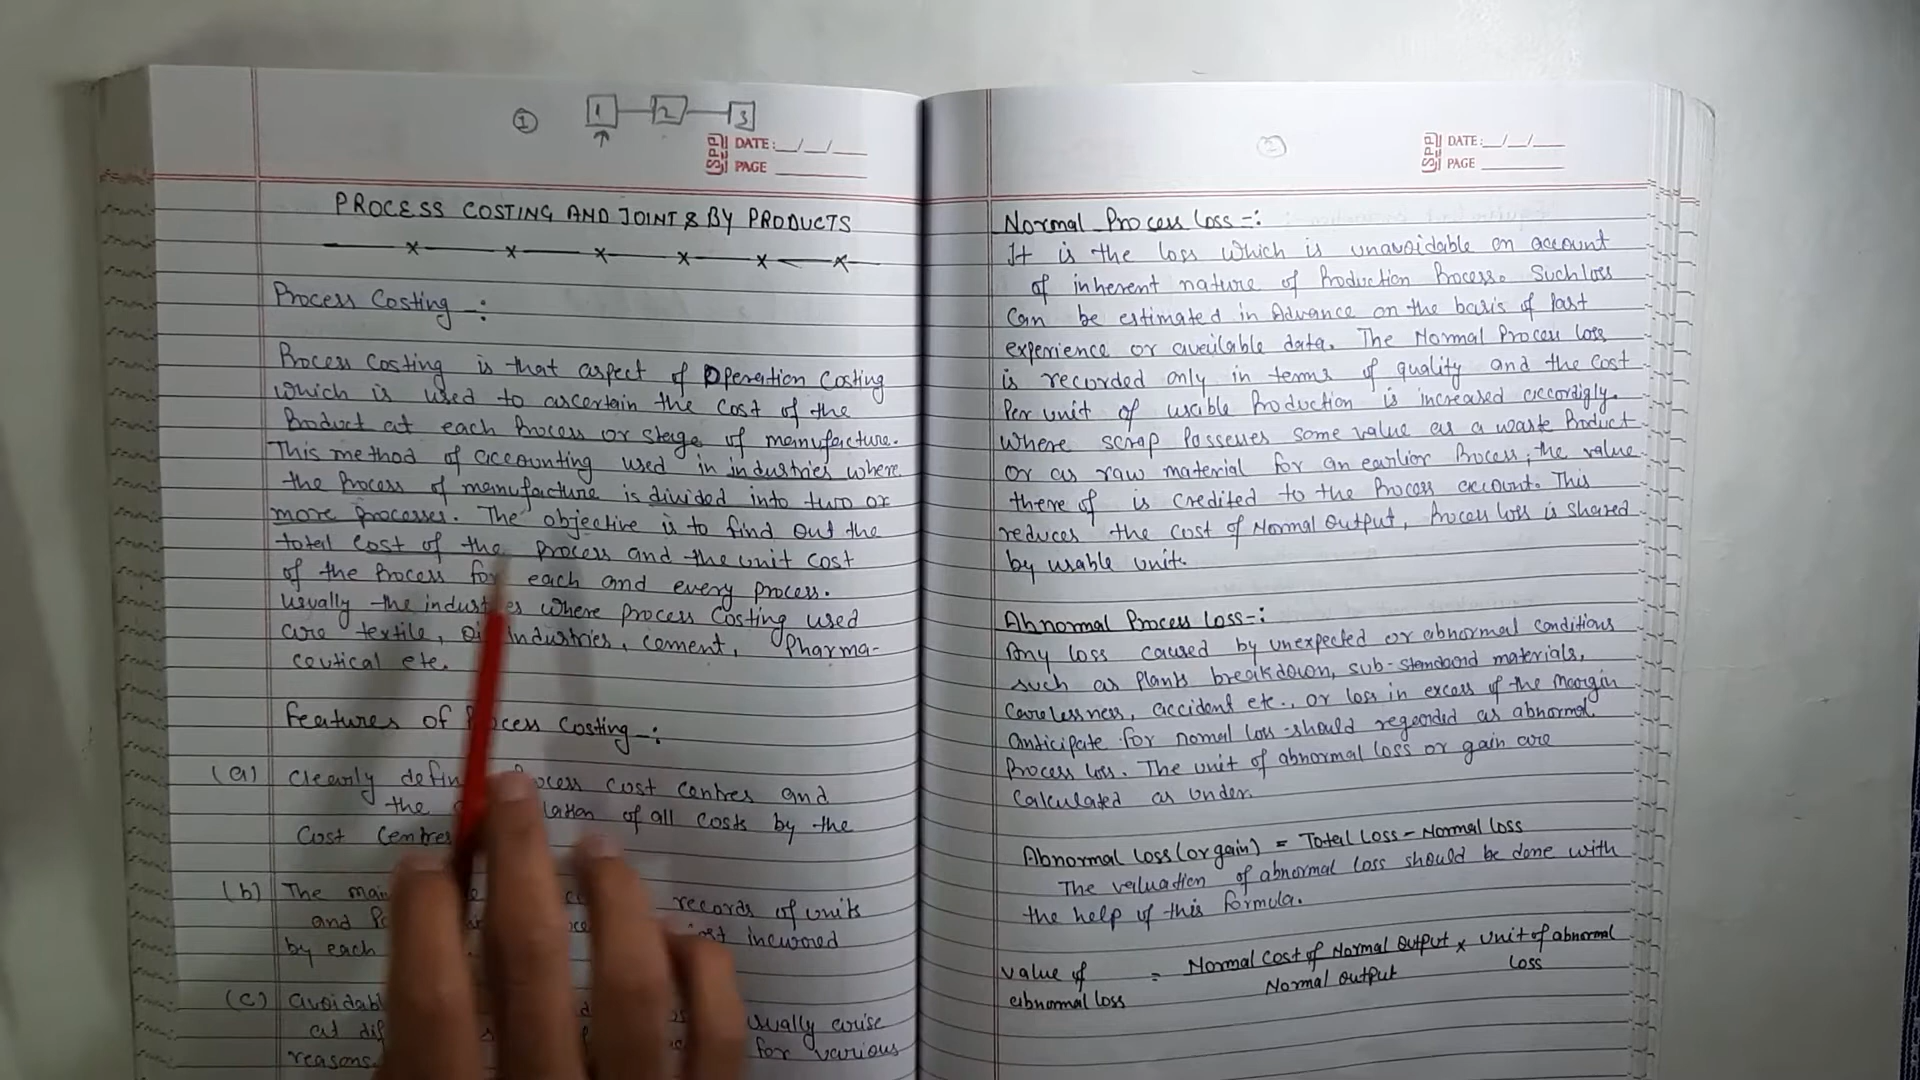 ① 1 2 3
SPP DATE:__/__/___
PAGE
PROCESS COSTING AND JOINT & BY PRODUCTS
Process Costing -:
Process Costing is that aspect of Operation Costing
which is used to ascertain the cost of the
Product at each Process or stage of manufacture.
This method of accounting used in industries where
the Process of manufacture is divided into two or
more processes. The objective is to find out the
total cost of the process and the unit cost
of the Process for each and every process.
usually the industries where process Costing used
are textile, Industries, cement, Pharma-
ceutical etc.
Features of Process Costing -:
(a) Clearly Process cost centres and
the of all costs by the
Cost Centres
(b) The records of units
and incurred
by each
(c) usually arise
at for various
reasons.
②
SPP DATE:__/__/___
PAGE
Normal Process Loss -:
It is the loss which is unavoidable on account
of inherent nature of Production Process. Such loss
Can be estimated in Advance on the basis of Past
experience or available data. The Normal Process loss
is recorded only in terms of quality and the cost
Per unit of usible Production is increased accordigly.
Where scrap Possesses some value as a waste Product
or as raw material for an earlior Process, the value
there of is credited to the Process account. This
reduces the cost of Normal Output, Process loss is shared
by usable unit.
Abnormal Process Loss -:
Any loss caused by unexpected or abnormal conditions
such as plants breakdown, sub-standard materials,
carelessness, accident etc., or loss in excess of the margin
anticipate for normal loss should regarded as abnormal
Process loss. The unit of abnormal loss or gain are
Calculated as under.
Abnormal Loss (or gain) = Total Loss - Normal loss
The valuation of abnormal loss should be done with
the help of this formula.
value of abnormal loss = Normal Cost of Normal Output / Normal Output × Unit of abnormal loss